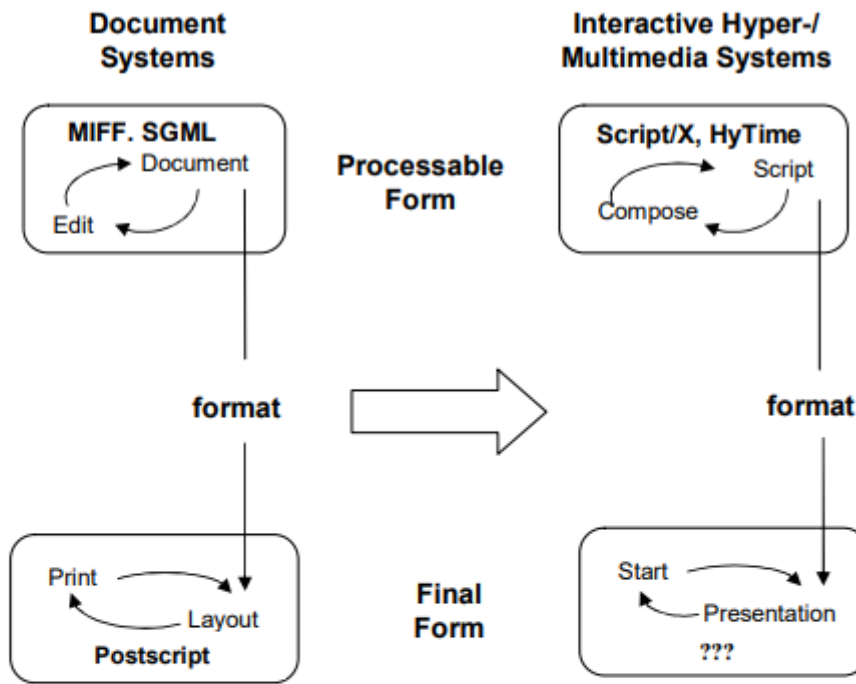 Document
Systems
Interactive Hyper-/
Multimedia Systems
MIFF. SGML
Document
Edit
Processable
Form
Script/X, HyTime
Script
Compose
format
format
Print
Layout
Postscript
Final
Form
Start
Presentation
???